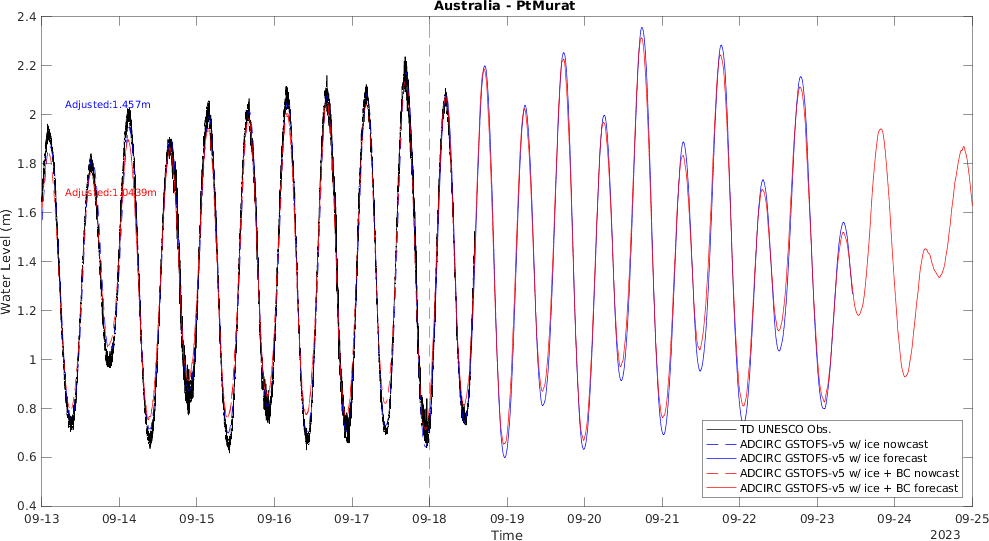 Australia - PtMurat
2.4
2.2
2
1.8
1.6
1.4
1.2
1
0.8
0.6
0.4
Water Level (m)
Adjusted:1.457m
Adjusted:1.0439m
TD UNESCO Obs.
ADCIRC GSTOFS-v5 w/ ice nowcast
ADCIRC GSTOFS-v5 w/ ice forecast
ADCIRC GSTOFS-v5 w/ ice + BC nowcast
ADCIRC GSTOFS-v5 w/ ice + BC forecast
09-13 09-14 09-15 09-16 09-17 09-18 09-19 09-20 09-21 09-22 09-23 09-24 09-25
Time
2023